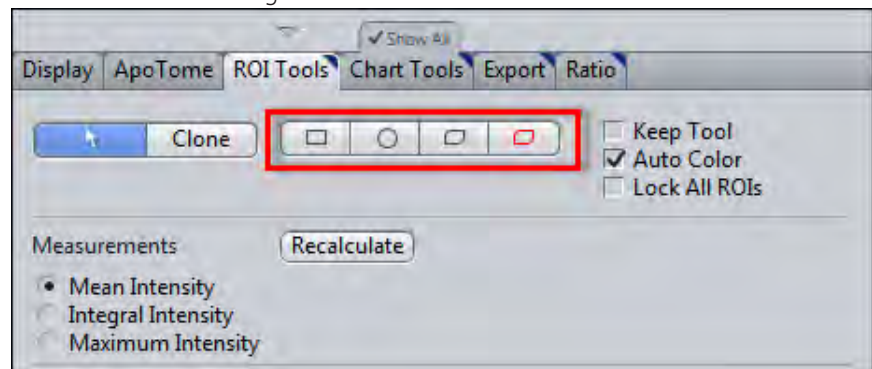 Show All
Display ApoTome ROI Tools Chart Tools Export Ratio
Clone
Keep Tool
Auto Color
Lock All ROIs
Measurements Recalculate
Mean Intensity
Integral Intensity
Maximum Intensity